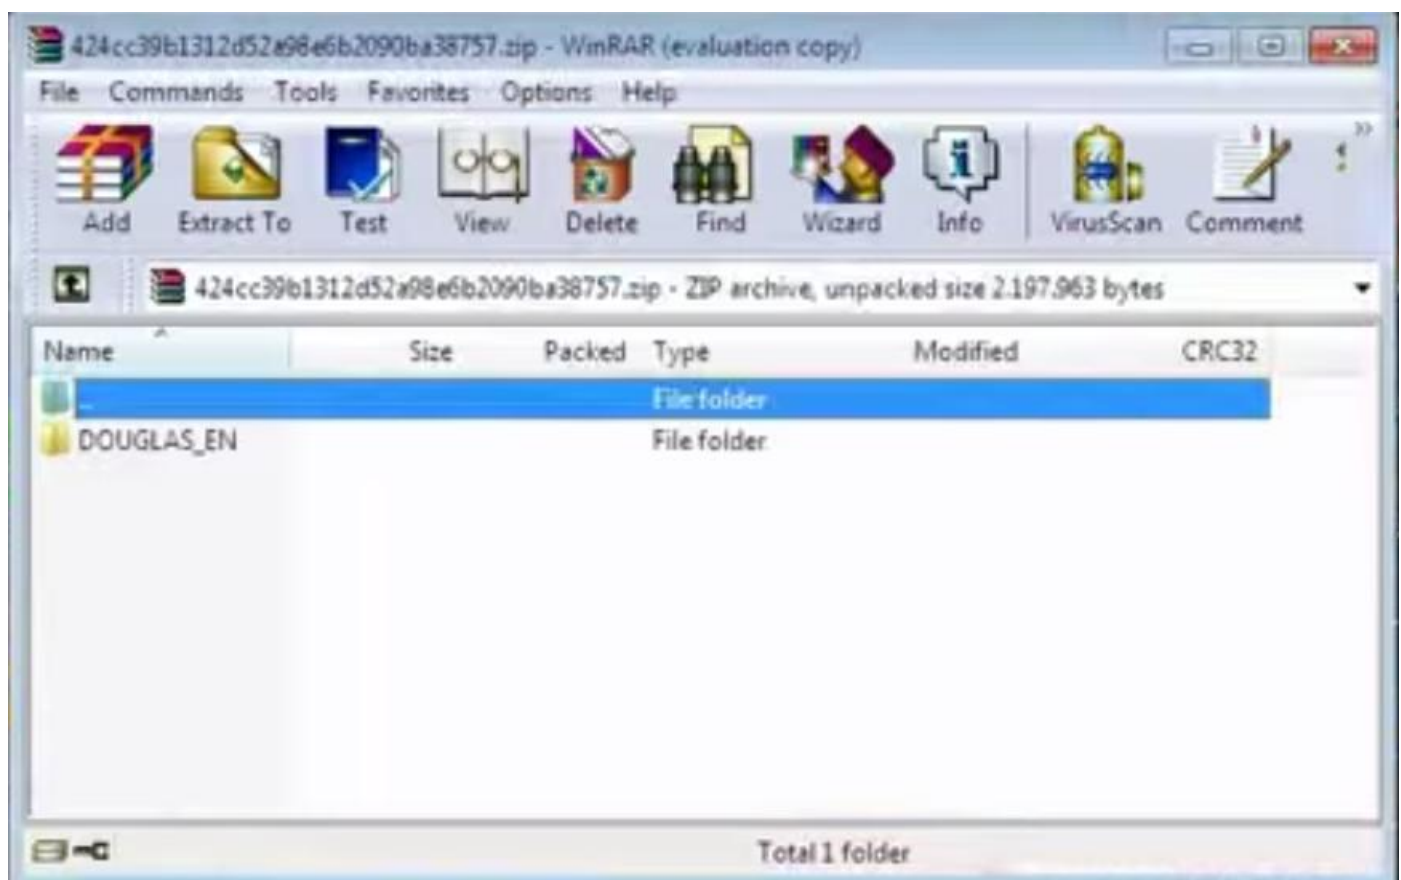 424cc39b1312d52a98e6b2090ba38757.zip - WinRAR (evaluation copy)
File Commands Tools Favorites Options Help
Add Extract To Test View Delete Find Wizard Info VirusScan Comment
424cc39b1312d52a98e6b2090ba38757.zip - ZIP archive, unpacked size 2.197.963 bytes
Name Size Packed Type Modified CRC32
.. File folder
DOUGLAS_EN File folder
Total 1 folder